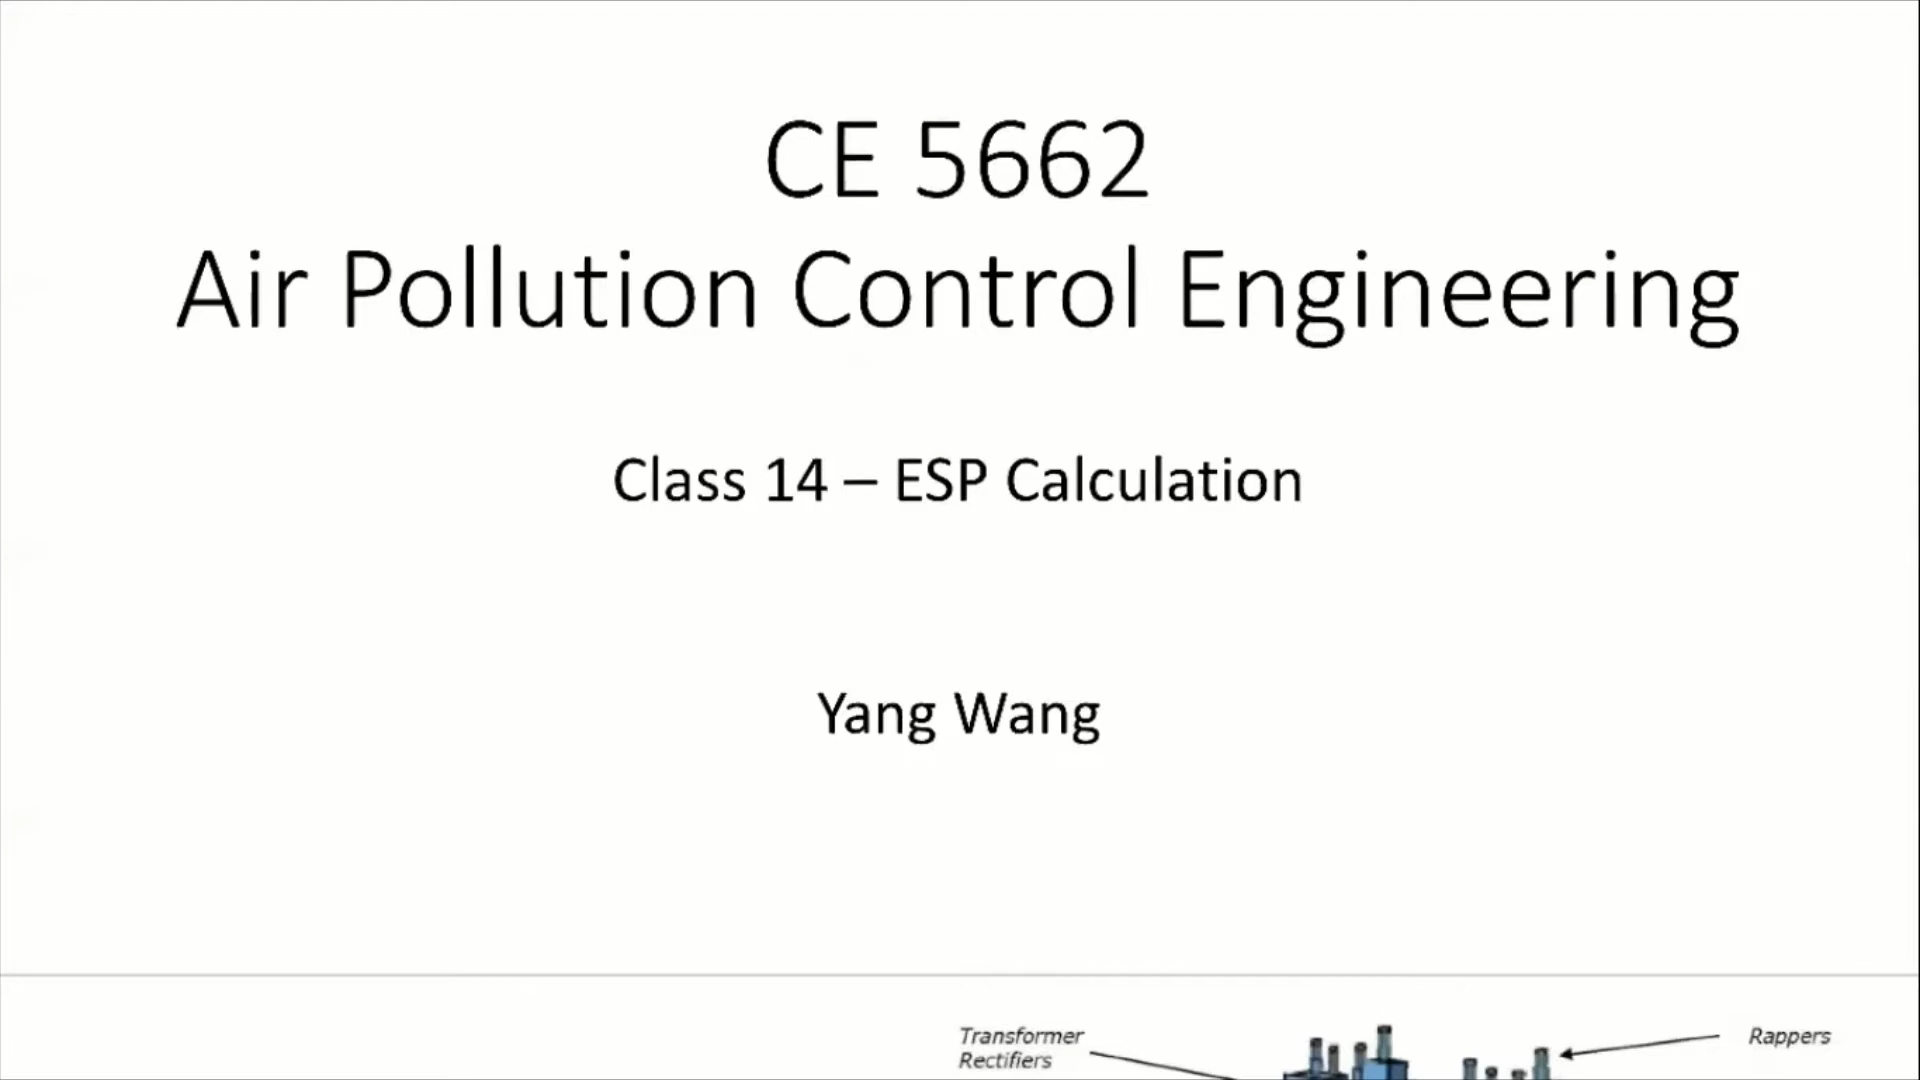 CE 5662
Air Pollution Control Engineering
Class 14 – ESP Calculation
Yang Wang
Transformer
Rectifiers
Rappers